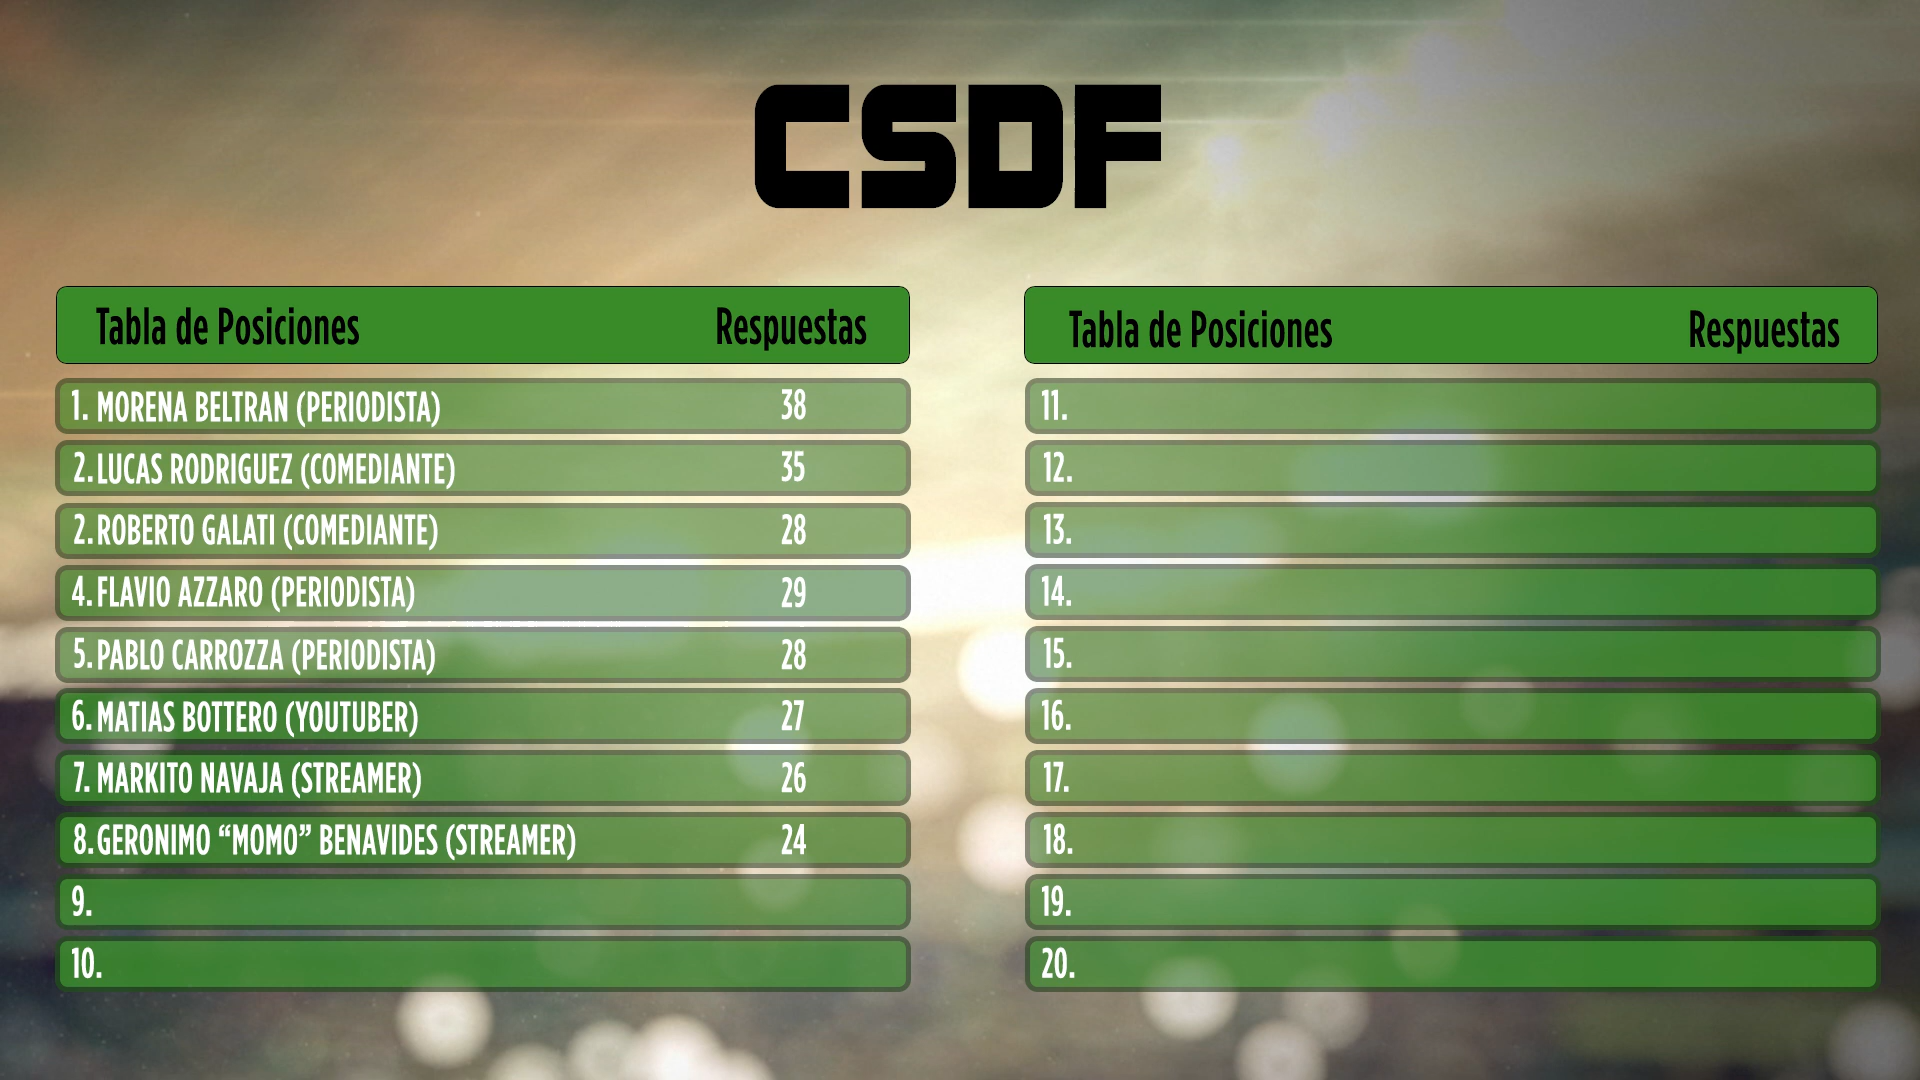 CSDF
Tabla de Posiciones Respuestas
1. MORENA BELTRAN (PERIODISTA) 38
2. LUCAS RODRIGUEZ (COMEDIANTE) 35
2. ROBERTO GALATI (COMEDIANTE) 28
4. FLAVIO AZZARO (PERIODISTA) 29
5. PABLO CARROZZA (PERIODISTA) 28
6. MATIAS BOTTERO (YOUTUBER) 27
7. MARKITO NAVAJA (STREAMER) 26
8. GERONIMO “MOMO” BENAVIDES (STREAMER) 24
9.
10.
Tabla de Posiciones Respuestas
11.
12.
13.
14.
15.
16.
17.
18.
19.
20.